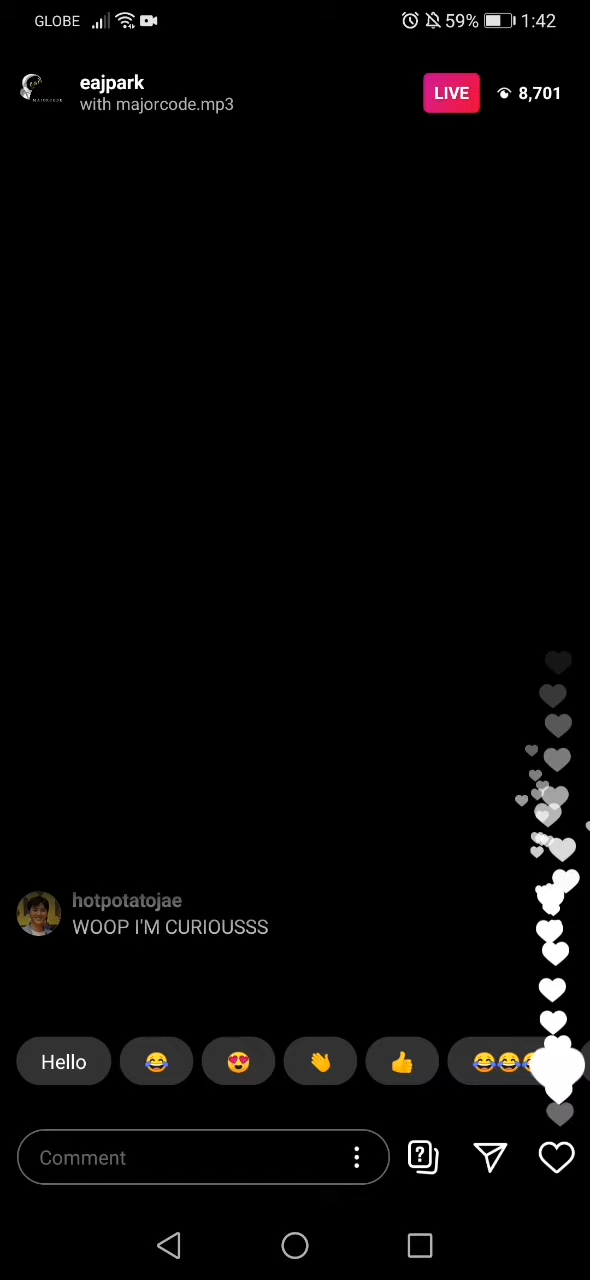 GLOBE 59% 1:42
eajpark
with majorcode.mp3
LIVE 8,701
hotpotatojae
WOOP I'M CURIOUSSS
Hello
Comment